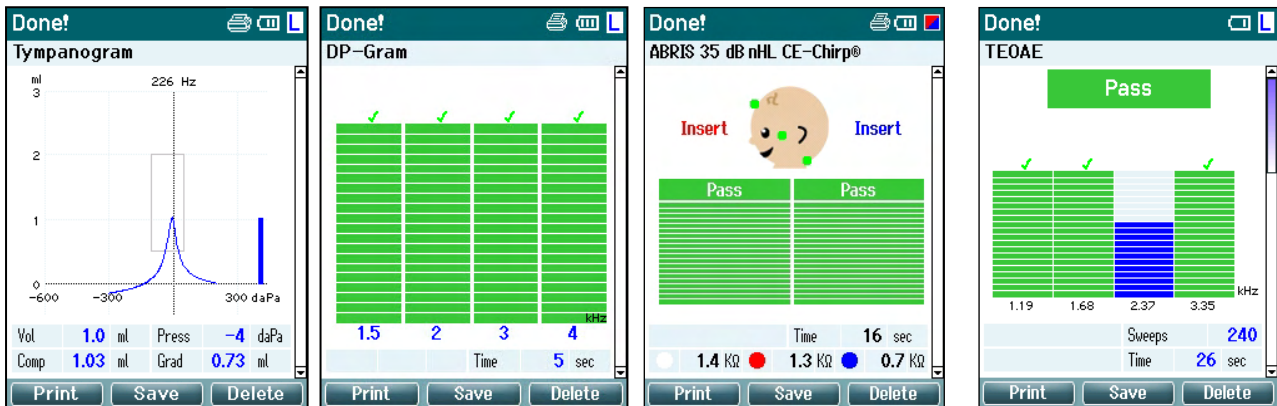 Done! L
Tympanogram
ml
226 Hz
3
2
1
0
-600 -300 300 daPa
Vol 1.0 ml Press -4 daPa
Comp 1.03 ml Grad 0.73 ml
Print Save Delete
Done! L
DP-Gram
kHz
1.5 2 3 4
Time 5 sec
Print Save Delete
Done!
ABRIS 35 dB nHL CE-Chirp®
Insert Insert
Pass Pass
Time 16 sec
1.4 KΩ 1.3 KΩ 0.7 KΩ
Print Save Delete
Done! L
TEOAE
Pass
kHz
1.19 1.68 2.37 3.35
Sweeps 240
Time 26 sec
Print Save Delete